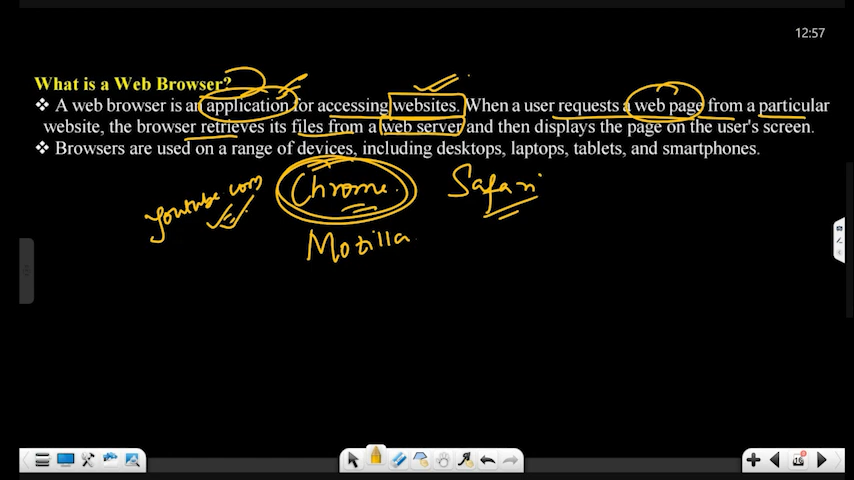 12:57
What is a Web Browser?
❖ A web browser is an application for accessing websites. When a user requests a web page from a particular
website, the browser retrieves its files from a web server and then displays the page on the user's screen.
❖ Browsers are used on a range of devices, including desktops, laptops, tablets, and smartphones.
Youtube.com Chrome. Safari
Mozilla